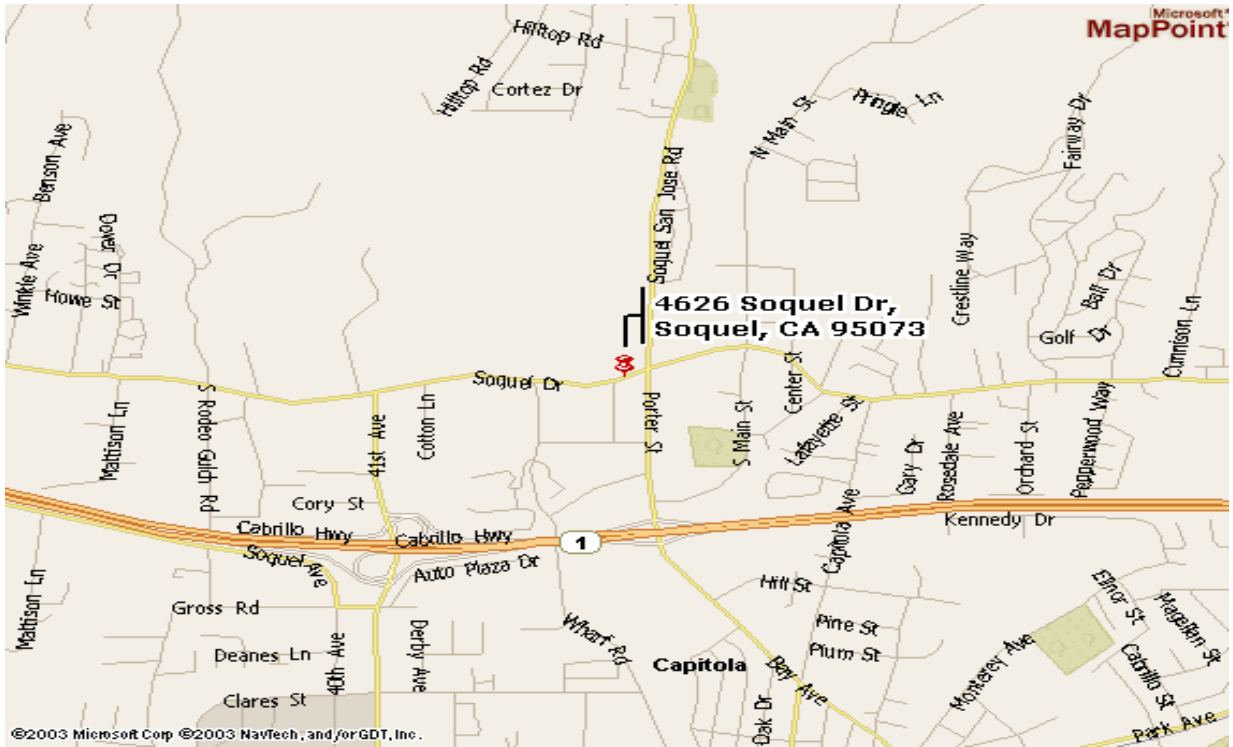 Microsoft®
MapPoint®
Hilltop Rd
Hilltop Rd
Cortez Dr
N Main St
Pringle Ln
Fairway Dr
Benson Ave
Soquel San Jose Rd
Dover Dr
Winkle Ave
Howe St
Crestline Way
Ball Dr
4626 Soquel Dr,
Soquel, CA 95073
Golf Dr
Cunnison Ln
Soquel Dr
Mattison Ln
S Rodeo Gulch Rd
41st Ave
Cotton Ln
Porter St
S Main St
Center St
Lafayette St
Gary Dr
Rosedale Ave
Orchard St
Pepperwood Way
Cory St
Cabrillo Hwy
Cabrillo Hwy
1
Capitola Ave
Kennedy Dr
Soquel Ave
Auto Plaza Dr
Mattison Ln
Gross Rd
Hill St
Elinor St
Magellan St
Deanes Ln
40th Ave
Derby Ave
Wharf Rd
Pine St
Plum St
Capitola
Bay Ave
Monterey Ave
Cabrillo St
Clares St
Oak Dr
Park Ave
©2003 Microsoft Corp ©2003 NavTech, and/or GDT, Inc.